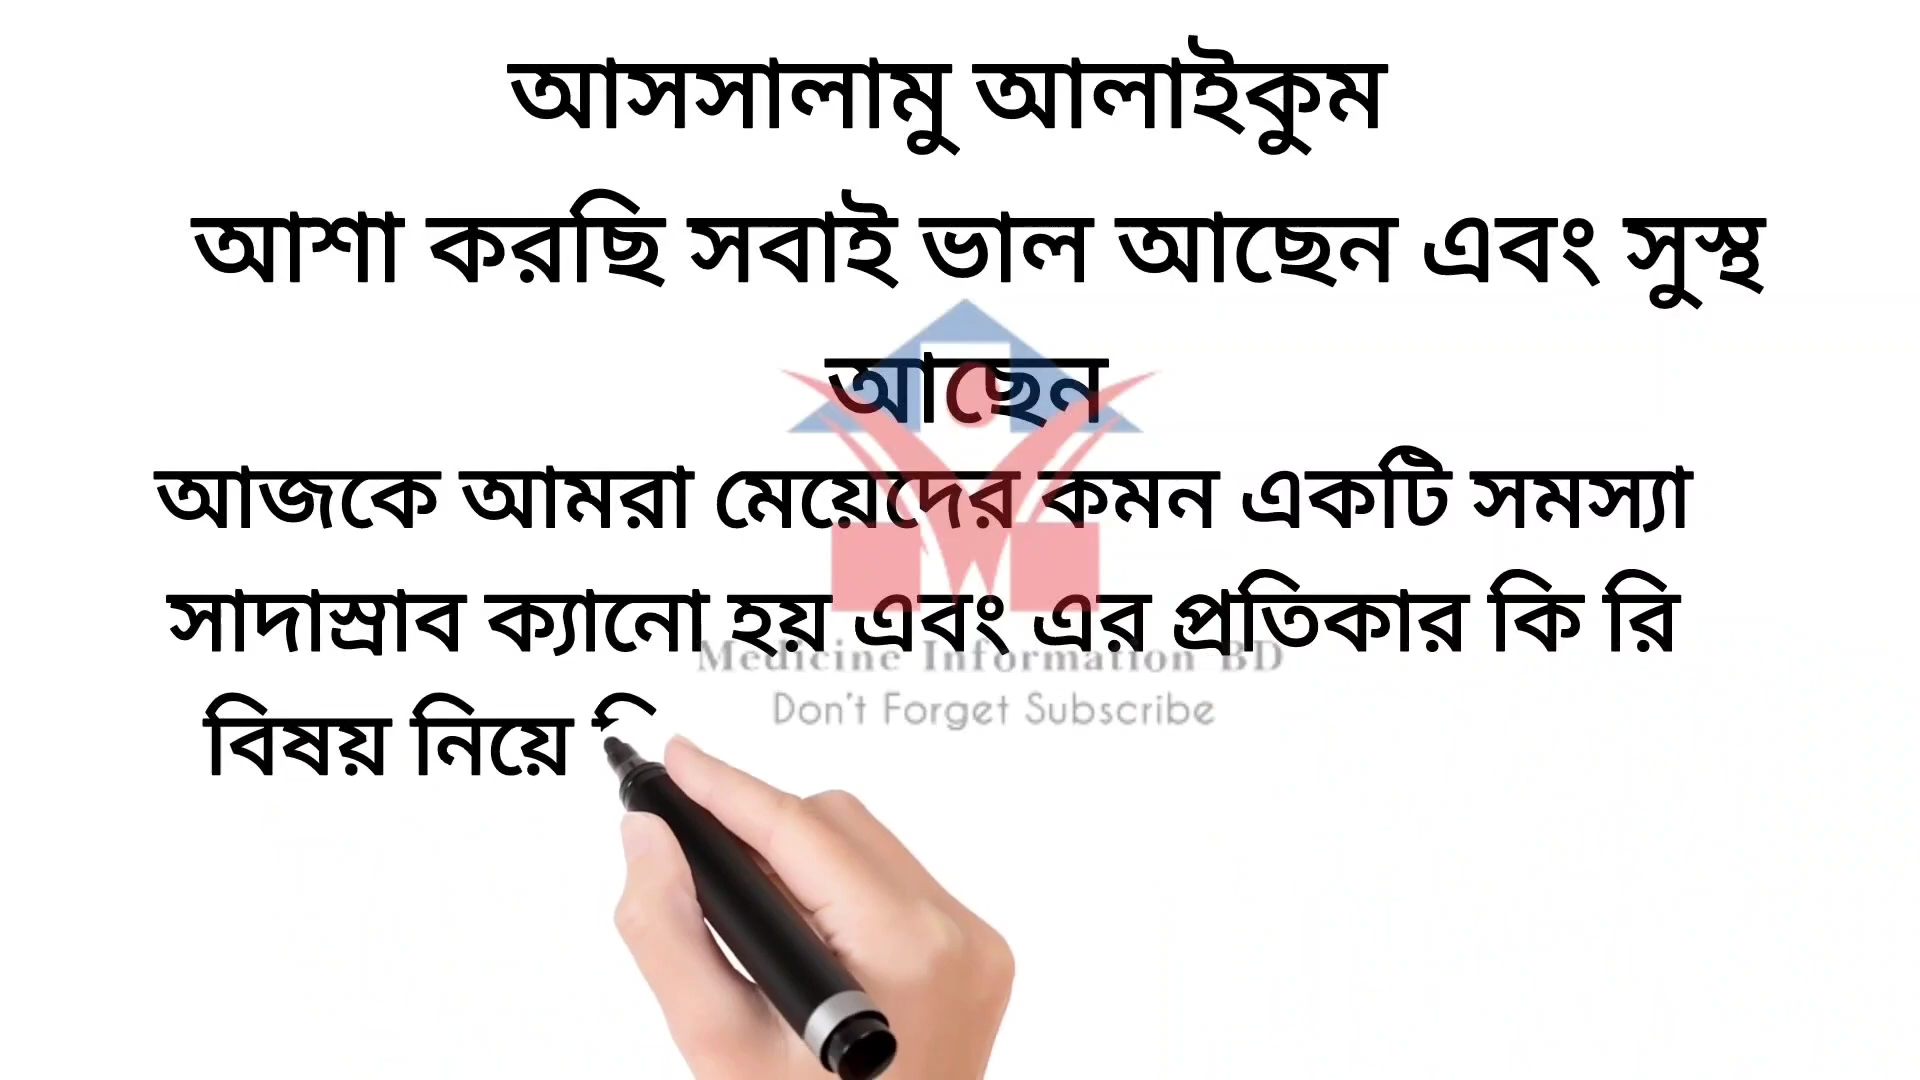 আসসালামু আলাইকুম
আশা করছি সবাই ভাল আছেন এবং সুস্থ
আছেন
আজকে আমরা মেয়েদের কমন একটি সমস্যা
সাদাস্রাব ক্যানো হয় এবং এর প্রতিকার কি রি
বিষয় নিয়ে
Medicine Information BD
Don't Forget Subscribe